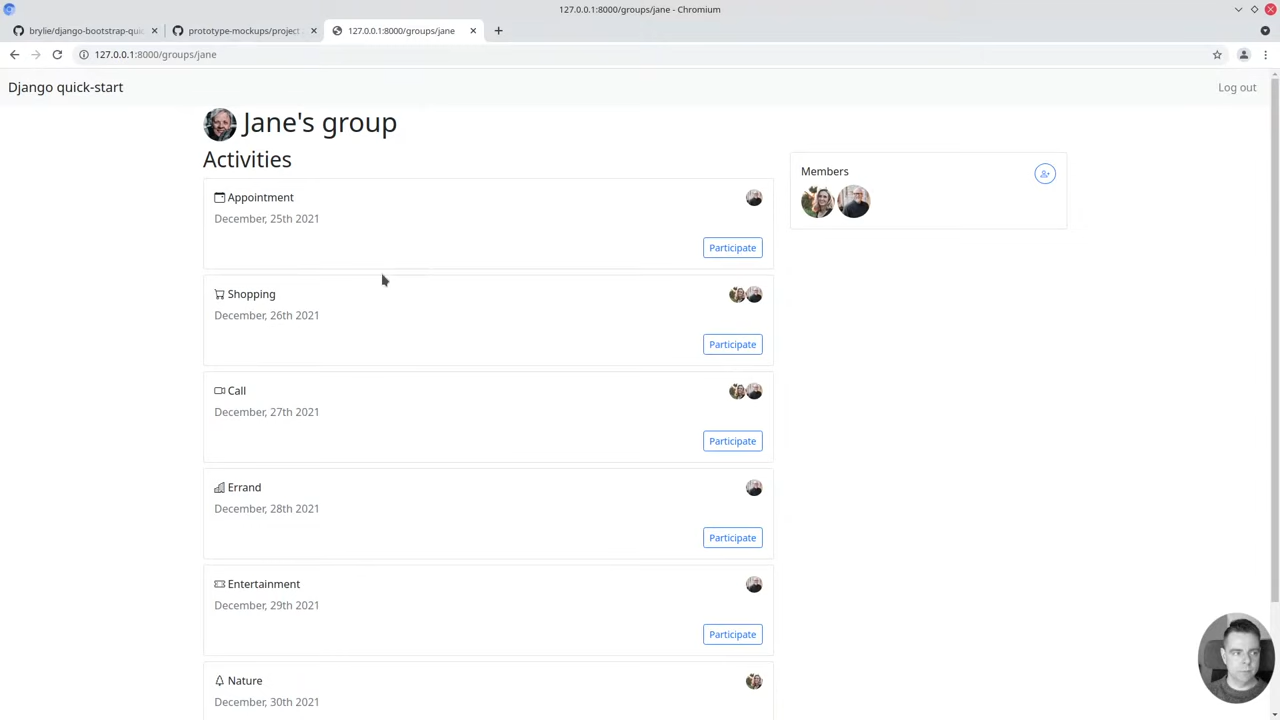 127.0.0.1:8000/groups/jane - Chromium
brylie/django-bootstrap-qui
prototype-mockups/project
127.0.0.1:8000/groups/jane
127.0.0.1:8000/groups/jane
Django quick-start
Log out
Jane's group
Activities
Appointment
December, 25th 2021
Participate
Shopping
December, 26th 2021
Participate
Call
December, 27th 2021
Participate
Errand
December, 28th 2021
Participate
Entertainment
December, 29th 2021
Participate
Nature
December, 30th 2021
Members